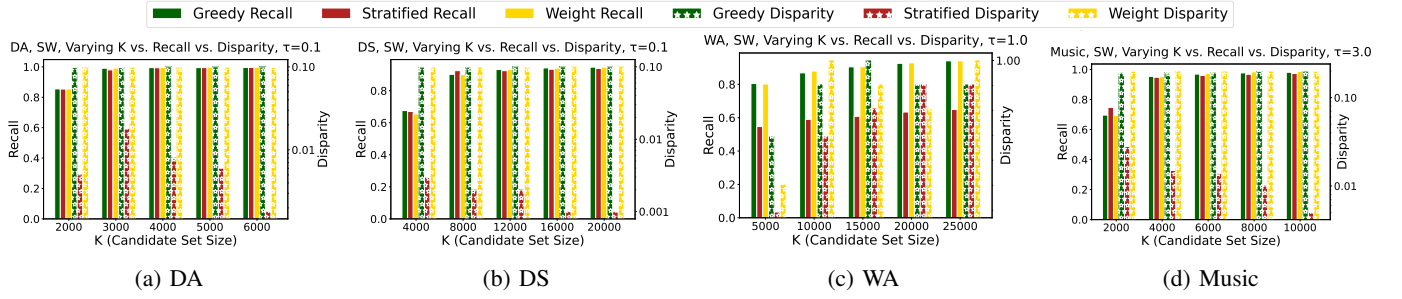 Greedy Recall Stratified Recall Weight Recall Greedy Disparity Stratified Disparity Weight Disparity
DA, SW, Varying K vs. Recall vs. Disparity, τ=0.1
1.0
0.8
0.6
0.4
0.2
0.0
Recall
0.10
0.01
Disparity
2000 3000 4000 5000 6000
K (Candidate Set Size)
(a) DA
DS, SW, Varying K vs. Recall vs. Disparity, τ=0.1
1.0
0.8
0.6
0.4
0.2
0.0
Recall
0.10
0.01
0.001
Disparity
4000 8000 12000 16000 20000
K (Candidate Set Size)
(b) DS
WA, SW, Varying K vs. Recall vs. Disparity, τ=1.0
0.8
0.6
0.4
0.2
0.0
Recall
1.00
Disparity
5000 10000 15000 20000 25000
K (Candidate Set Size)
(c) WA
Music, SW, Varying K vs. Recall vs. Disparity, τ=3.0
1.0
0.8
0.6
0.4
0.2
0.0
Recall
0.10
0.01
Disparity
2000 4000 6000 8000 10000
K (Candidate Set Size)
(d) Music